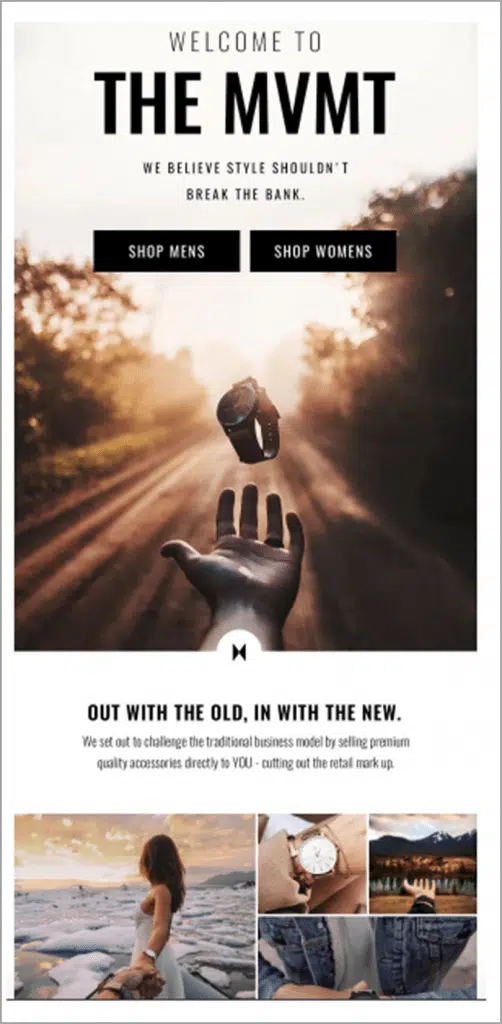 WELCOME TO
THE MVMT
WE BELIEVE STYLE SHOULDN'T
BREAK THE BANK.
SHOP MENS
SHOP WOMENS
OUT WITH THE OLD, IN WITH THE NEW.
We set out to challenge the traditional business model by selling premium
quality accessories directly to YOU - cutting out the retail mark up.